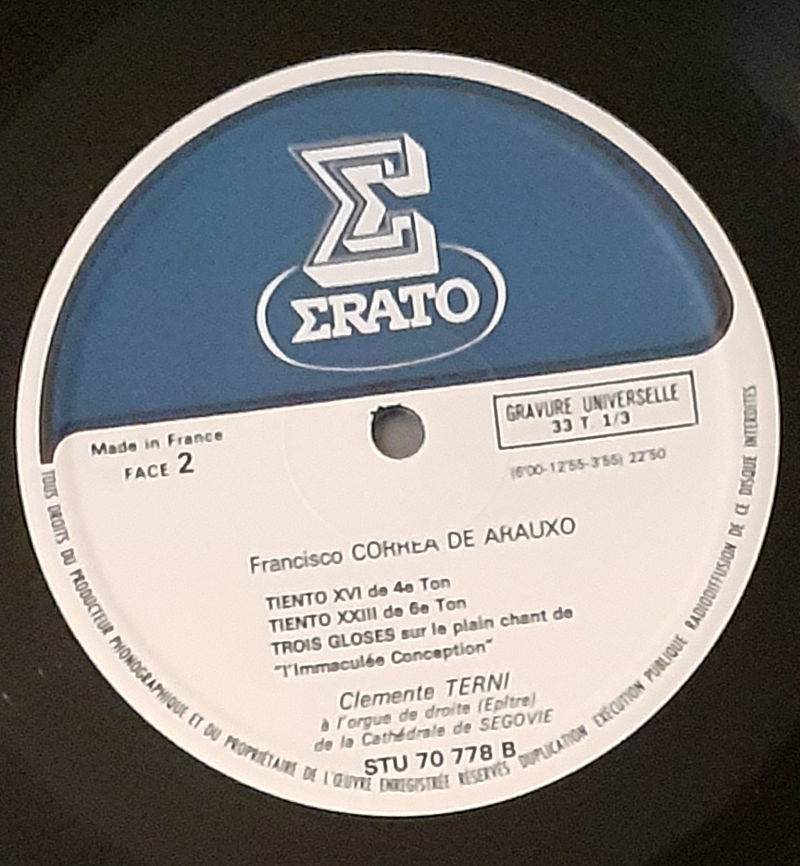 Σ
ΣRATO
Made in France
FACE 2
GRAVURE UNIVERSELLE
33 T. 1/3
(6'00-12'55-3'55) 22'50
Francisco CORREA DE ARAUXO
TIENTO XVI de 4e Ton
TIENTO XXIII de 6e Ton
TROIS GLOSES sur le plain chant de
"l'Immaculée Conception"
Clemente TERNI
à l'orgue de droite (Epître)
de la Cathédrale de SEGOVIE
STU 70 778 B
TOUS DROITS DU PRODUCTEUR PHONOGRAPHIQUE ET DU PROPRIÉTAIRE DE L'ŒUVRE ENREGISTRÉE RÉSERVÉS DUPLICATION EXÉCUTION PUBLIQUE RADIODIFFUSION DE CE DISQUE INTERDITES